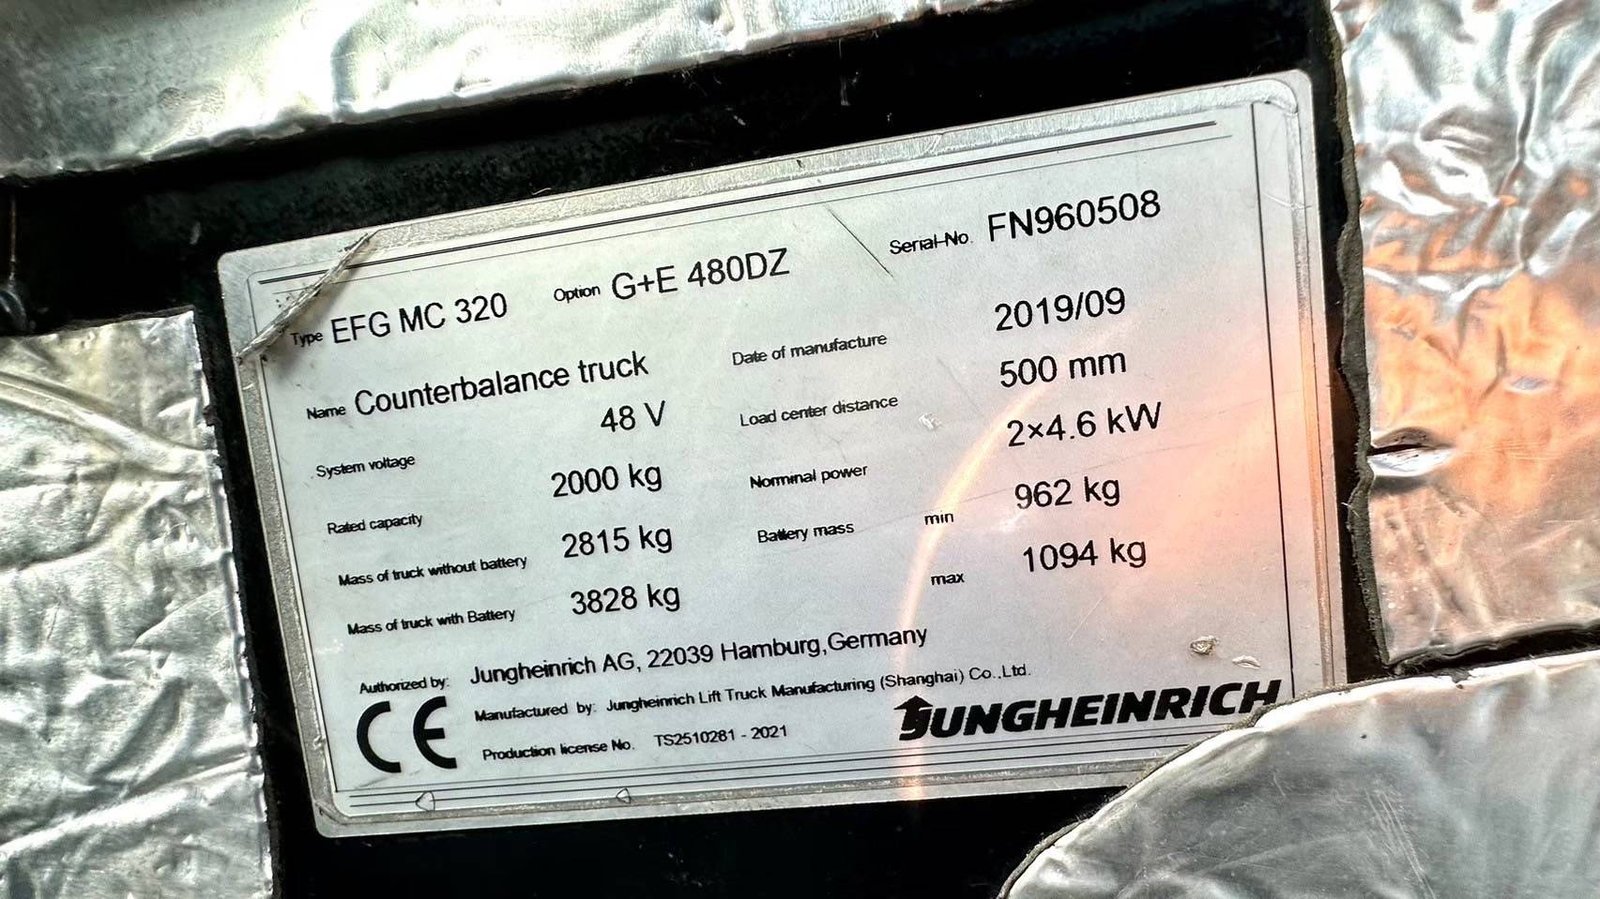 Type EFG MC 320 Option G+E 480DZ Serial-No. FN960508
Name Counterbalance truck Date of manufacture 2019/09
System voltage 48 V Load center distance 500 mm
Rated capacity 2000 kg Norminal power 2×4.6 kW
Mass of truck without battery 2815 kg Battery mass min 962 kg
Mass of truck with Battery 3828 kg max 1094 kg
Authorized by: Jungheinrich AG, 22039 Hamburg,Germany
CE Manufactured by: Jungheinrich Lift Truck Manufacturing (Shanghai) Co.,Ltd.
Production license No. TS2510281 - 2021
JUNGHEINRICH